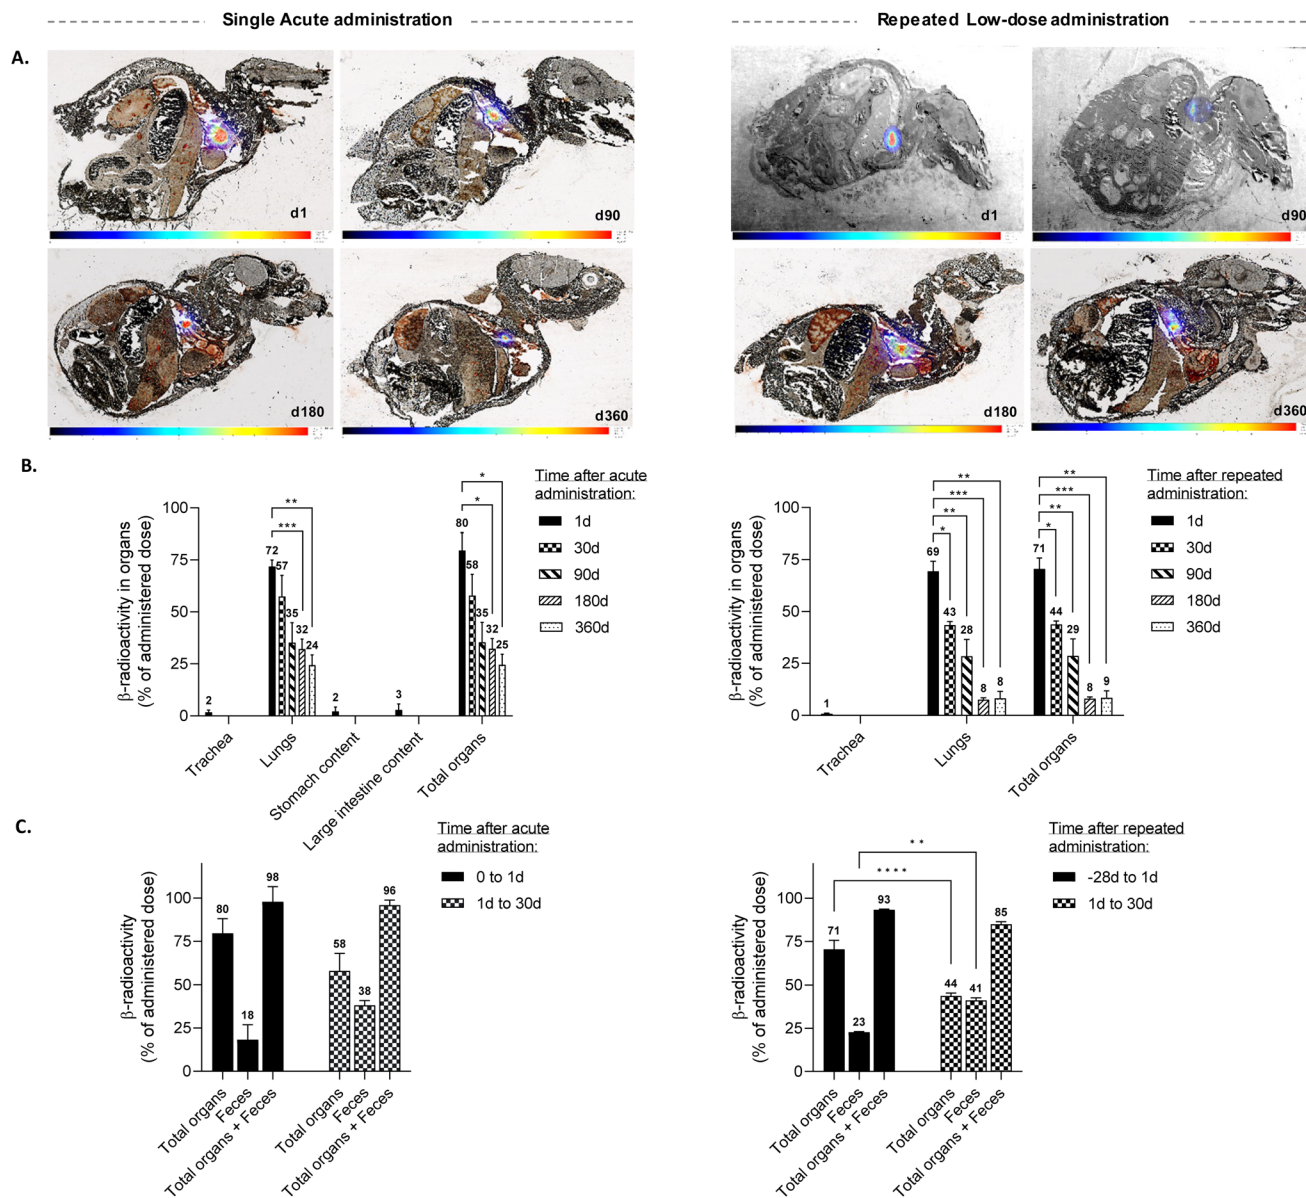 Single Acute administration
Repeated Low-dose administration
A.
d1
d90
d1
d90
d180
d360
d180
d360
B.
β-radioactivity in organs
(% of administered dose)
100
75
50
25
0
2
72
57
35
32
24
***
**
2
3
80
58
35
32
25
*
*
Trachea
Lungs
Stomach content
Large intestine content
Total organs
Time after acute
administration:
1d
30d
90d
180d
360d
β-radioactivity in organs
(% of administered dose)
100
75
50
25
0
1
69
43
28
8
8
*
**
***
**
71
44
29
8
9
*
**
***
**
Trachea
Lungs
Total organs
Time after repeated
administration:
1d
30d
90d
180d
360d
C.
β-radioactivity
(% of administered dose)
100
75
50
25
0
80
18
98
58
38
96
Total organs
Feces
Total organs + Feces
Total organs
Feces
Total organs + Feces
Time after acute
administration:
0 to 1d
1d to 30d
β-radioactivity
(% of administered dose)
100
75
50
25
0
71
23
93
44
41
85
****
**
Total organs
Feces
Total organs + Feces
Total organs
Feces
Total organs + Feces
Time after repeated
administration:
-28d to 1d
1d to 30d